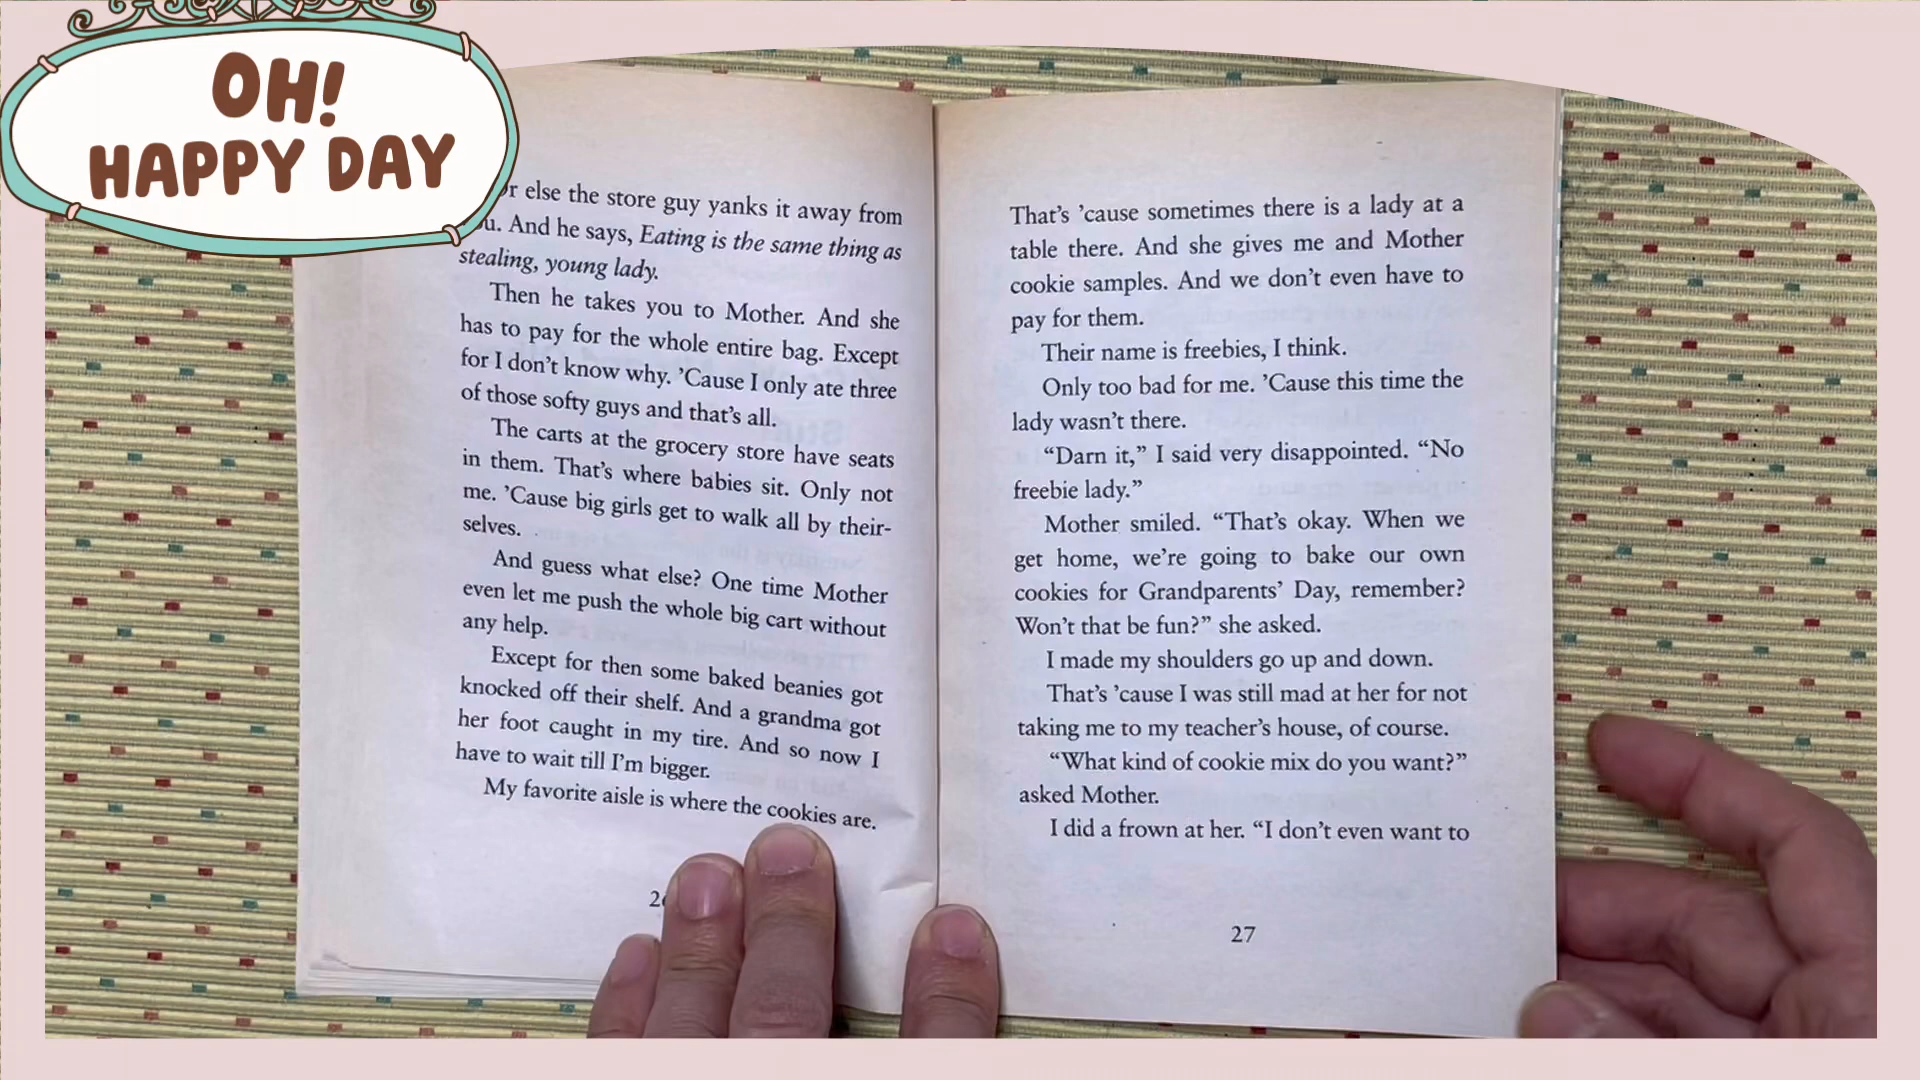 OH!
HAPPY DAY
else the store guy yanks it away from
And he says, Eating is the same thing as
stealing, young lady.
Then he takes you to Mother. And she
has to pay for the whole entire bag. Except
for I don't know why. 'Cause I only ate three
of those softy guys and that's all.
The carts at the grocery store have seats
in them. That's where babies sit. Only not
me. 'Cause big girls get to walk all by their-
selves.
And guess what else? One time Mother
even let me push the whole big cart without
any help.
Except for then some baked beanies got
knocked off their shelf. And a grandma got
her foot caught in my tire. And so now I
have to wait till I'm bigger.
My favorite aisle is where the cookies are.
That's 'cause sometimes there is a lady at a
table there. And she gives me and Mother
cookie samples. And we don't even have to
pay for them.
Their name is freebies, I think.
Only too bad for me. 'Cause this time the
lady wasn't there.
“Darn it,” I said very disappointed. “No
freebie lady.”
Mother smiled. “That's okay. When we
get home, we're going to bake our own
cookies for Grandparents' Day, remember?
Won't that be fun?” she asked.
I made my shoulders go up and down.
That's 'cause I was still mad at her for not
taking me to my teacher's house, of course.
“What kind of cookie mix do you want?”
asked Mother.
I did a frown at her. “I don't even want to
27